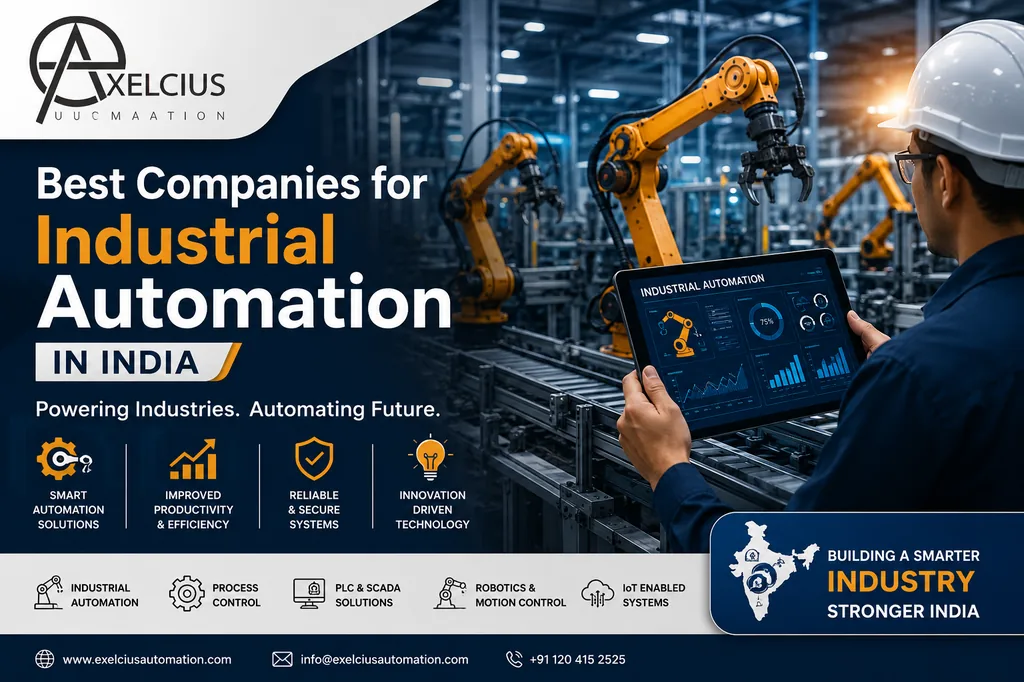 AXELCIUS
UUCMAATION
Best Companies for
Industrial
Automation
IN INDIA
Powering Industries. Automating Future.
SMART
AUTOMATION
SOLUTIONS
IMPROVED
PRODUCTIVITY
& EFFICIENCY
RELIABLE
& SECURE
SYSTEMS
INNOVATION
DRIVEN
TECHNOLOGY
INDUSTRIAL AUTOMATION
75%
INDUSTRIAL
AUTOMATION
PROCESS
CONTROL
PLC & SCADA
SOLUTIONS
ROBOTICS &
MOTION CONTROL
IoT ENABLED
SYSTEMS
BUILDING A SMARTER
INDUSTRY
STRONGER INDIA
www.exelciusautomation.com
info@exelciusautomation.com
+91 120 415 2525